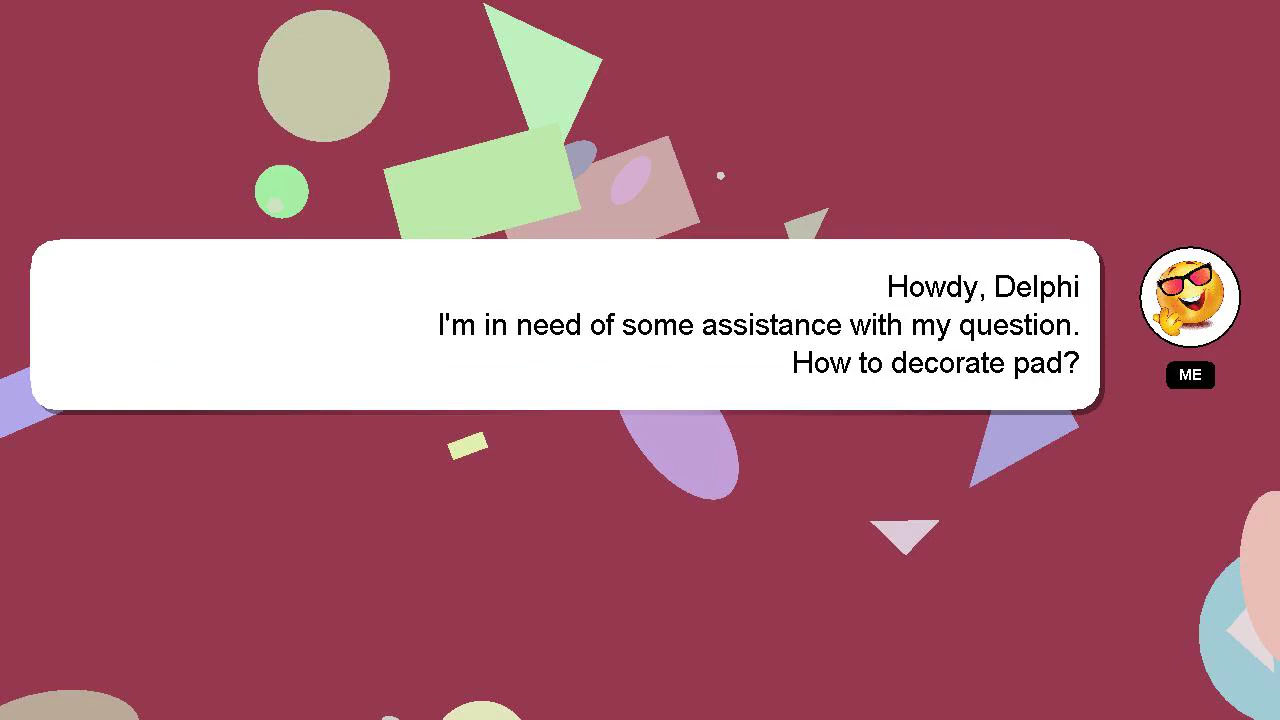 Howdy, Delphi
I'm in need of some assistance with my question.
How to decorate pad?
ME